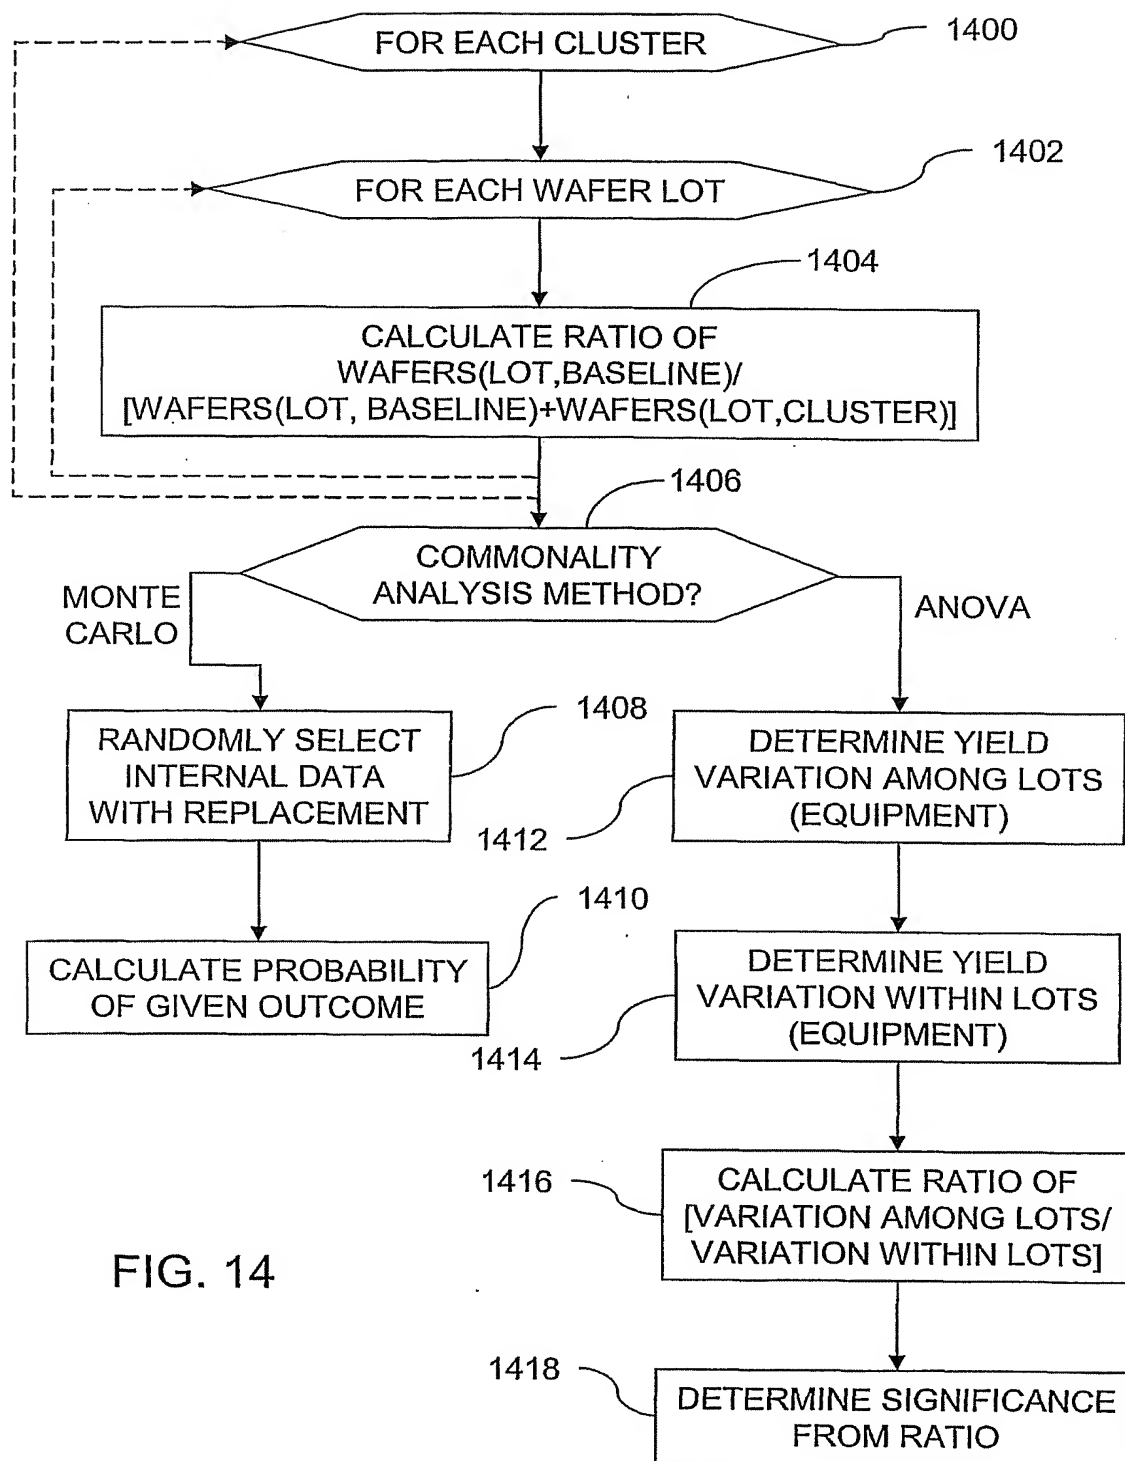 FOR EACH CLUSTER
1400
1402
FOR EACH WAFER LOT
1404
CALCULATE RATIO OF
WAFERS(LOT,BASELINE)/
[WAFERS(LOT, BASELINE)+WAFERS(LOT,CLUSTER)]
1406
COMMONALITY
ANALYSIS METHOD?
MONTE
CARLO
ANOVA
1408
RANDOMLY SELECT
INTERNAL DATA
WITH REPLACEMENT
DETERMINE YIELD
VARIATION AMONG LOTS
(EQUIPMENT)
1412
1410
CALCULATE PROBABILITY
OF GIVEN OUTCOME
DETERMINE YIELD
VARIATION WITHIN LOTS
(EQUIPMENT)
1414
1416
CALCULATE RATIO OF
[VARIATION AMONG LOTS/
VARIATION WITHIN LOTS]
FIG. 14
1418
DETERMINE SIGNIFICANCE
FROM RATIO